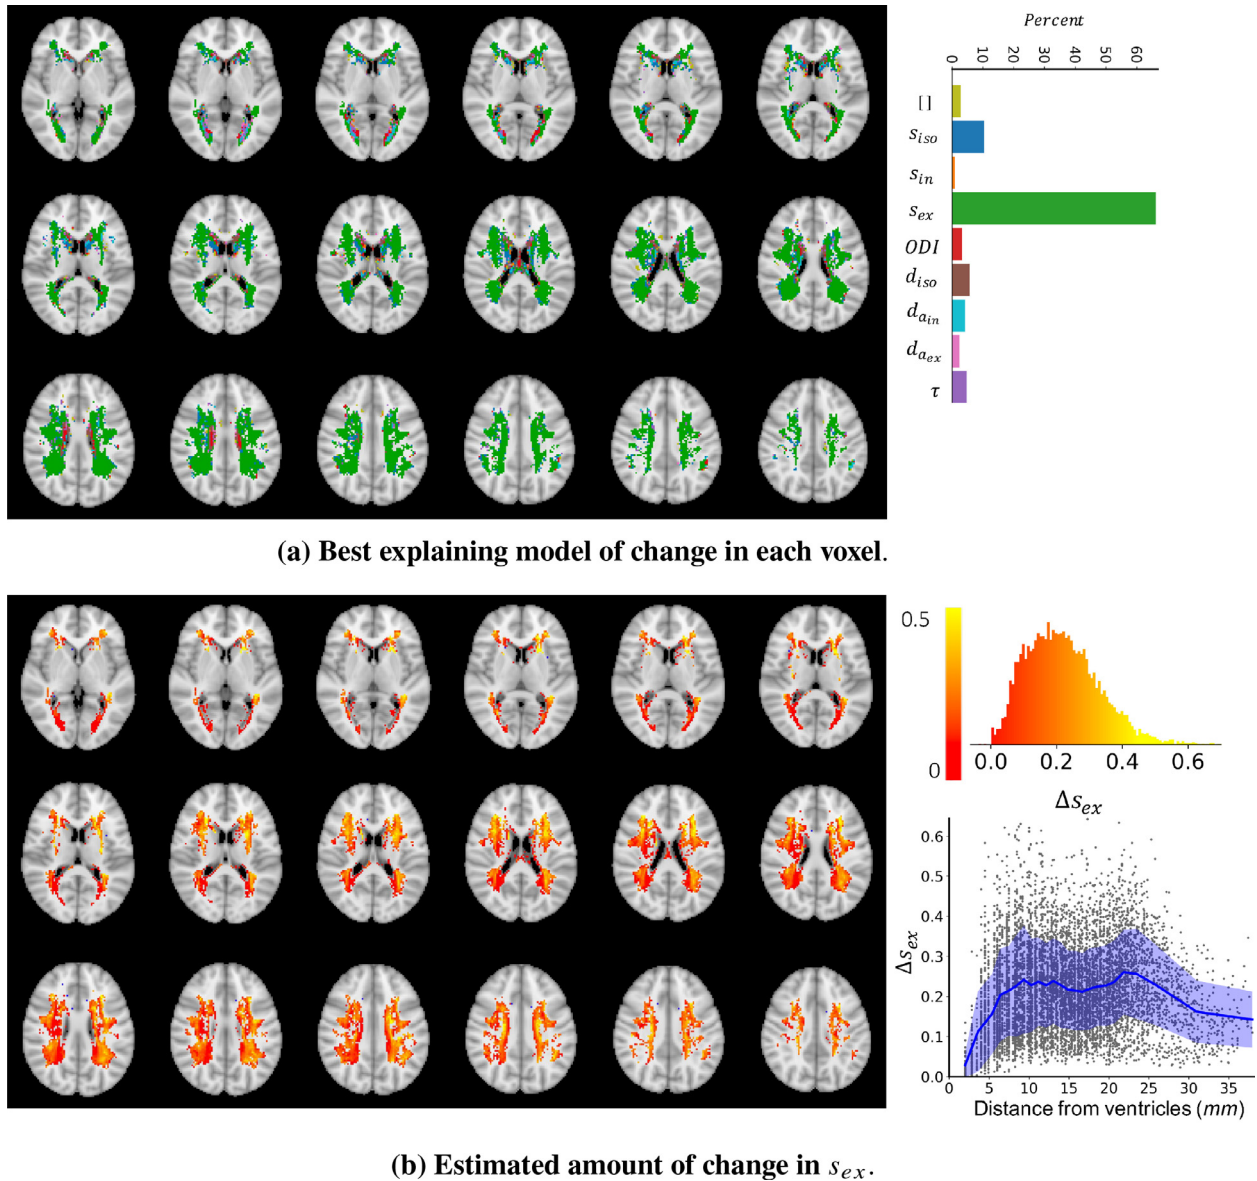 Percent
0 10 20 30 40 50 60
[ ]
s_iso
s_in
s_ex
ODI
d_iso
d_a_in
d_a_ex
τ
(a) Best explaining model of change in each voxel.
0.5
0
0.0 0.2 0.4 0.6
Δs_ex
0.6
0.5
0.4
0.3
0.2
0.1
0.0
Δs_ex
0 5 10 15 20 25 30 35
Distance from ventricles (mm)
(b) Estimated amount of change in s_ex.